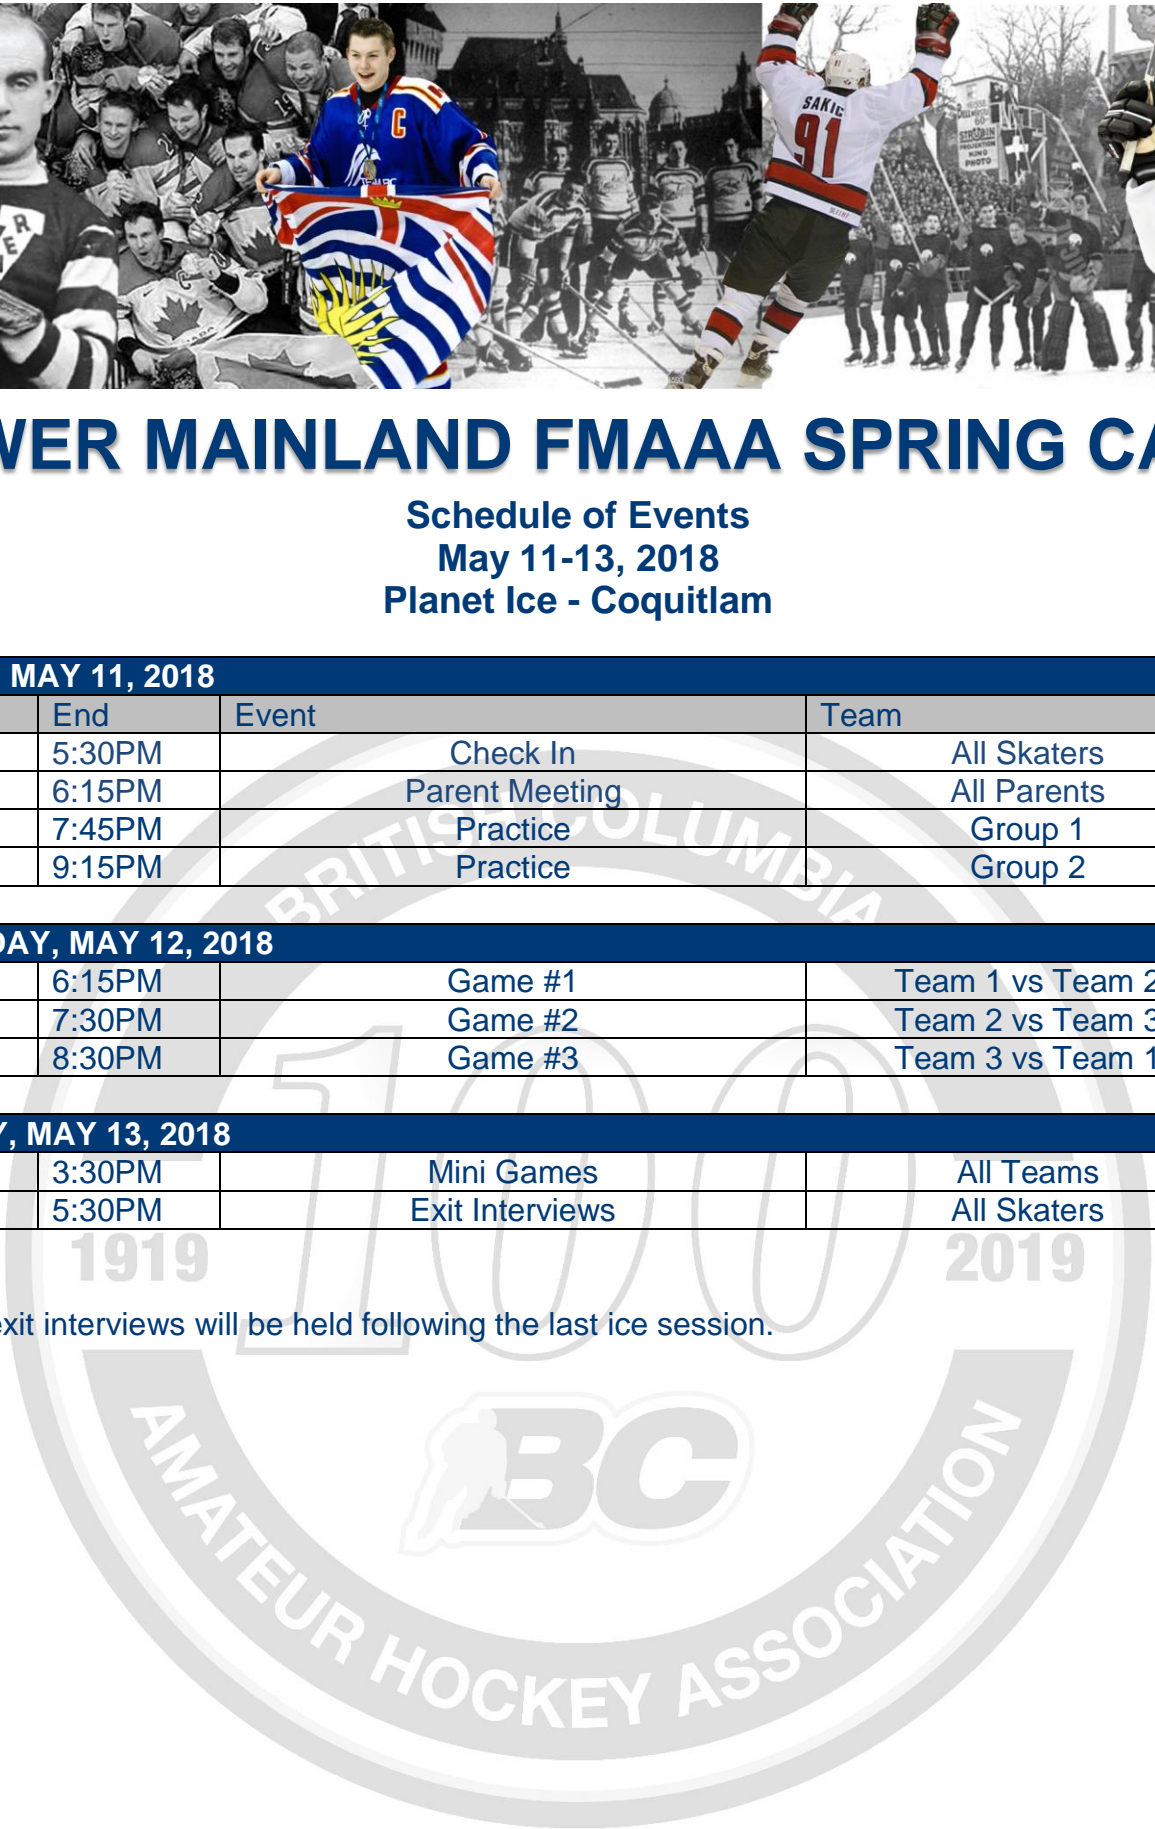 SAKIC
91
C
STRUBIN
PHOTO
WER MAINLAND FMAAA SPRING CA
Schedule of Events
May 11-13, 2018
Planet Ice - Coquitlam
MAY 11, 2018
End Event Team
5:30PM Check In All Skaters
6:15PM Parent Meeting All Parents
7:45PM Practice Group 1
9:15PM Practice Group 2
DAY, MAY 12, 2018
6:15PM Game #1 Team 1 vs Team 2
7:30PM Game #2 Team 2 vs Team 3
8:30PM Game #3 Team 3 vs Team 1
Y, MAY 13, 2018
3:30PM Mini Games All Teams
5:30PM Exit Interviews All Skaters
exit interviews will be held following the last ice session.
BRITISH COLUMBIA
100
1919 2019
BC
AMATEUR HOCKEY ASSOCIATION